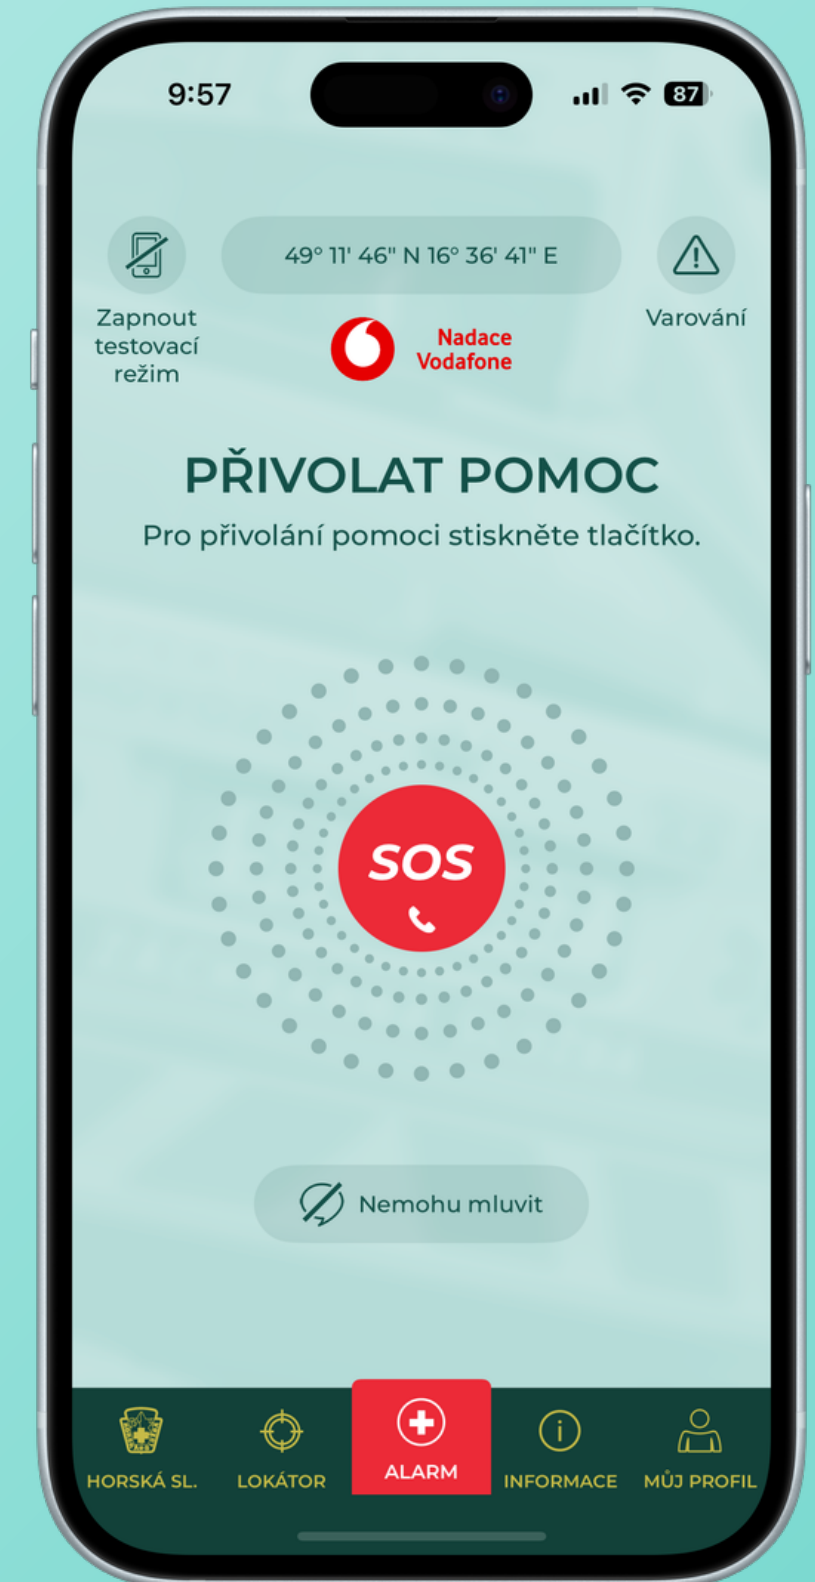 9:57
87
49° 11' 46" N 16° 36' 41" E
Zapnout
testovací
režim
Nadace
Vodafone
Varování
PŘIVOLAT POMOC
Pro přivolání pomoci stiskněte tlačítko.
SOS
Nemohu mluvit
HORSKÁ SL.
LOKÁTOR
ALARM
INFORMACE
MŮJ PROFIL